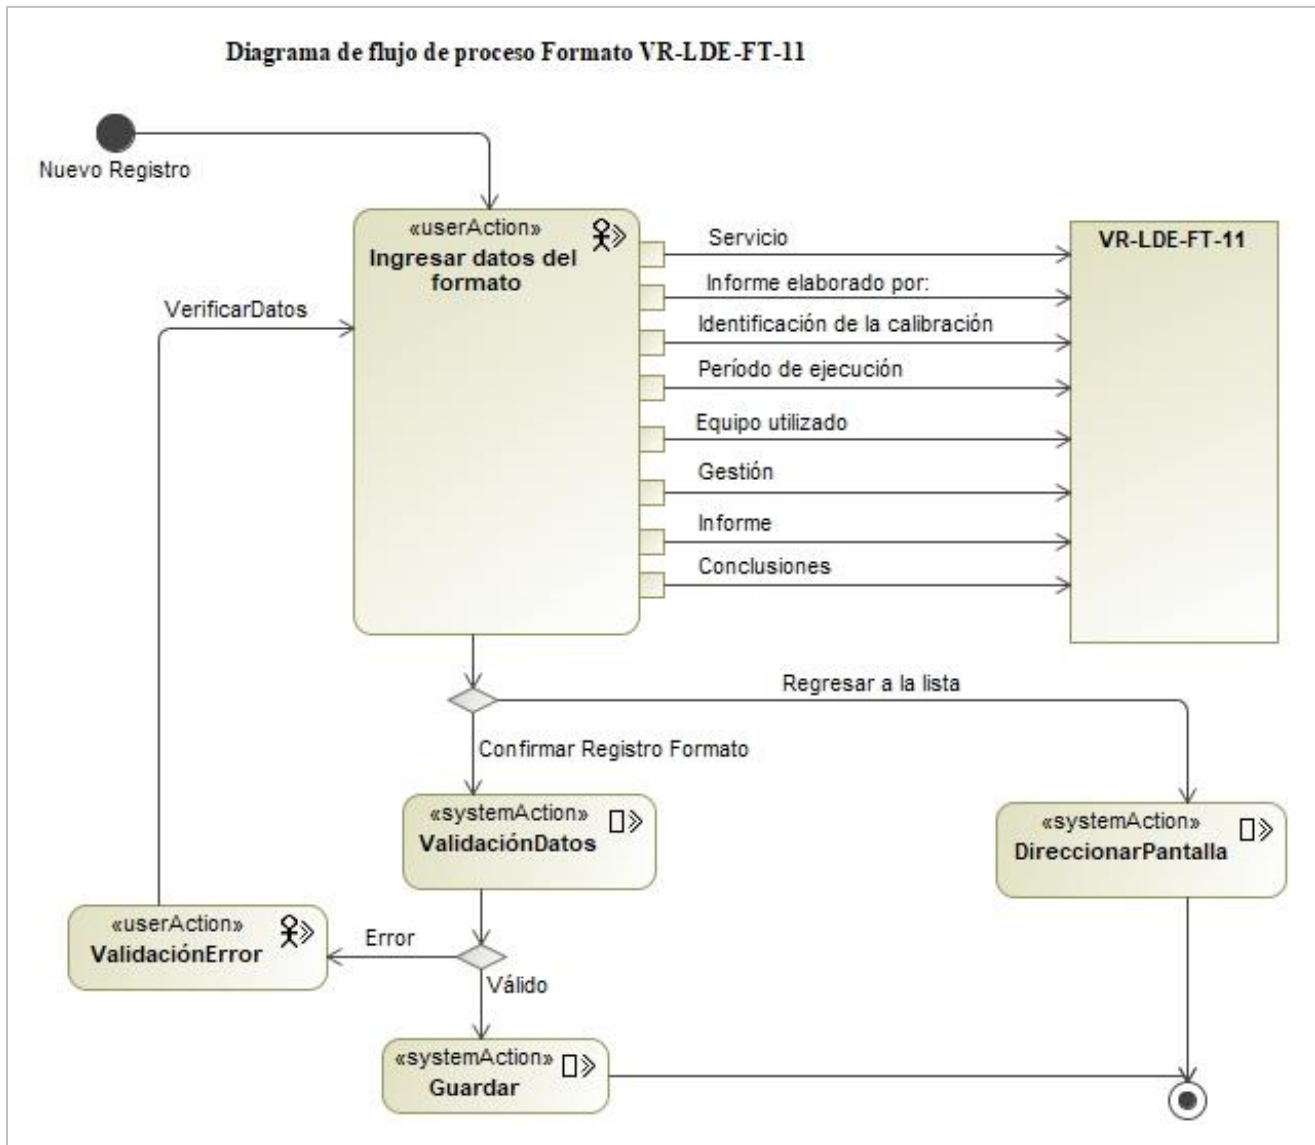 Diagrama de flujo de proceso Formato VR-LDE-FT-11
Nuevo Registro
«userAction»
Ingresar datos del
formato
VerificarDatos
Servicio
Informe elaborado por:
Identificación de la calibración
Período de ejecución
Equipo utilizado
Gestión
Informe
Conclusiones
VR-LDE-FT-11
Regresar a la lista
Confirmar Registro Formato
«systemAction»
ValidaciónDatos
«systemAction»
DireccionarPantalla
«userAction»
ValidaciónError
Error
Válido
«systemAction»
Guardar